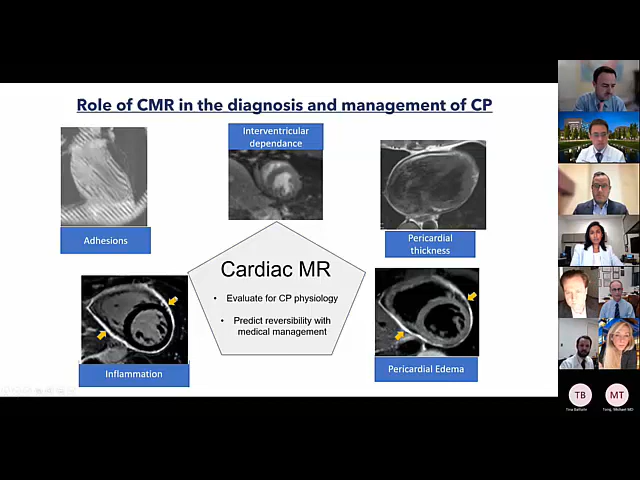 Role of CMR in the diagnosis and management of CP
Interventricular
dependance
Adhesions
Pericardial
thickness
Cardiac MR
• Evaluate for CP physiology
• Predict reversibility with
medical management
Inflammation
Pericardial Edema
TB
MT
Tina Battaile
Tong, Michael MD